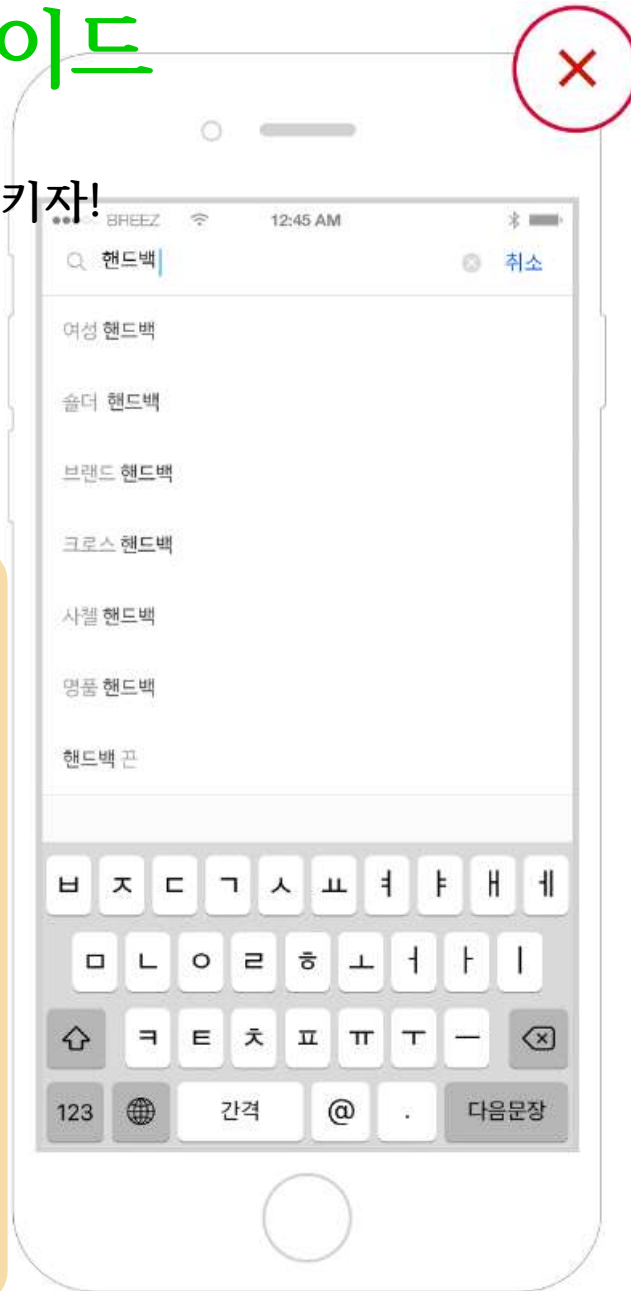 이드
키자!
BREEZ 12:45 AM
핸드백 취소
여성 핸드백
숄더 핸드백
브랜드 핸드백
크로스 핸드백
사첼 핸드백
명품 핸드백
핸드백 끈
ㅂ ㅈ ㄷ ㄱ ㅅ ㅛ ㅕ ㅑ ㅐ ㅔ
ㅁ ㄴ ㅇ ㄹ ㅎ ㅗ ㅓ ㅏ ㅣ
ㅋ ㅌ ㅊ ㅍ ㅠ ㅜ ㅡ
123 간격 @ . 다음문장